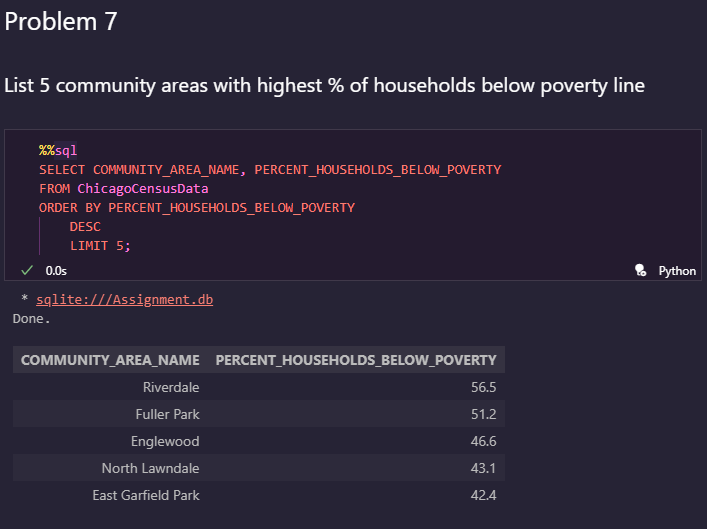 Problem 7
List 5 community areas with highest % of households below poverty line
%%sql
SELECT COMMUNITY_AREA_NAME, PERCENT_HOUSEHOLDS_BELOW_POVERTY
FROM ChicagoCensusData
ORDER BY PERCENT_HOUSEHOLDS_BELOW_POVERTY
DESC
LIMIT 5;
0.0s Python
* sqlite:///Assignment.db
Done.
COMMUNITY_AREA_NAME PERCENT_HOUSEHOLDS_BELOW_POVERTY
Riverdale 56.5
Fuller Park 51.2
Englewood 46.6
North Lawndale 43.1
East Garfield Park 42.4